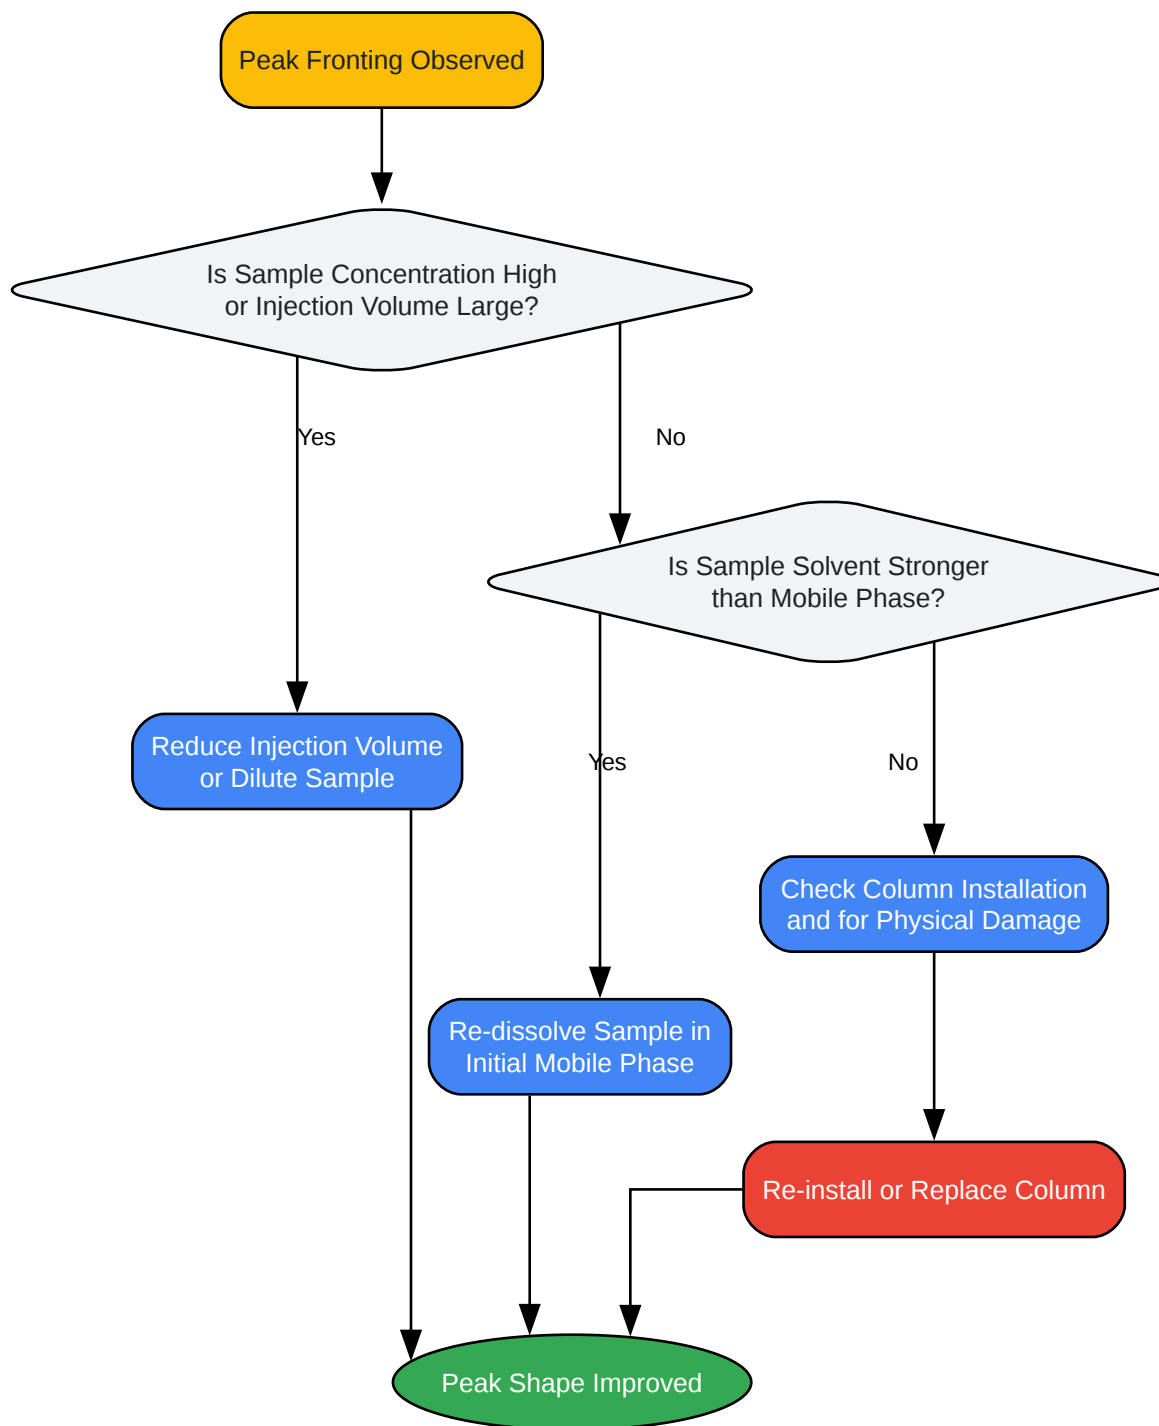 Peak Fronting Observed
Is Sample Concentration High
or Injection Volume Large?
Yes
No
Is Sample Solvent Stronger
than Mobile Phase?
Reduce Injection Volume
or Dilute Sample
Yes
No
Check Column Installation
and for Physical Damage
Re-dissolve Sample in
Initial Mobile Phase
Re-install or Replace Column
Peak Shape Improved